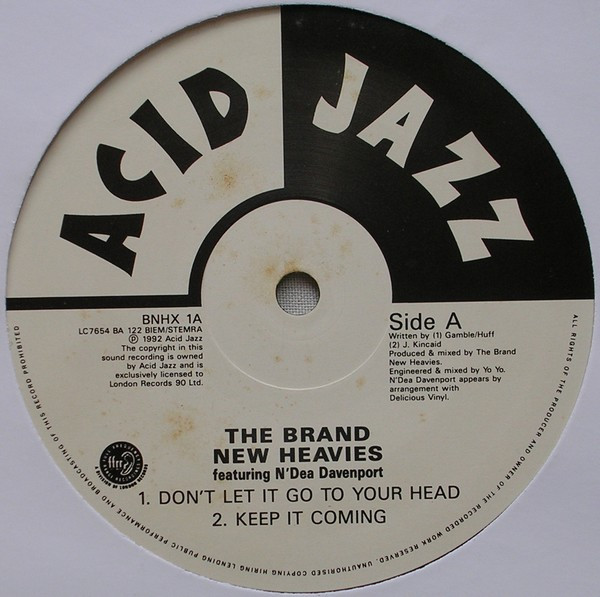 ACID JAZZ
BNHX 1A
LC7654 BA 122 BIEM/STEMRA
Ⓟ 1992 Acid Jazz
The copyright in this
sound recording is owned
by Acid Jazz and is
exclusively licensed to
London Records 90 Ltd.
Side A
Written by (1) Gamble/Huff
(2) J. Kincaid
Produced & mixed by The Brand
New Heavies.
Engineered & mixed by Yo Yo.
N'Dea Davenport appears by
arrangement with
Delicious Vinyl.
ffrr
A DIVISION OF LONDON RECORDS
THE BRAND
NEW HEAVIES
featuring N'Dea Davenport
1. DON'T LET IT GO TO YOUR HEAD
2. KEEP IT COMING
ALL RIGHTS OF THE PRODUCER AND OWNER OF THE RECORDED WORK RESERVED. UNAUTHORISED COPYING HIRING LENDING PUBLIC PERFORMANCE AND BROADCASTING OF THIS RECORD PROHIBITED